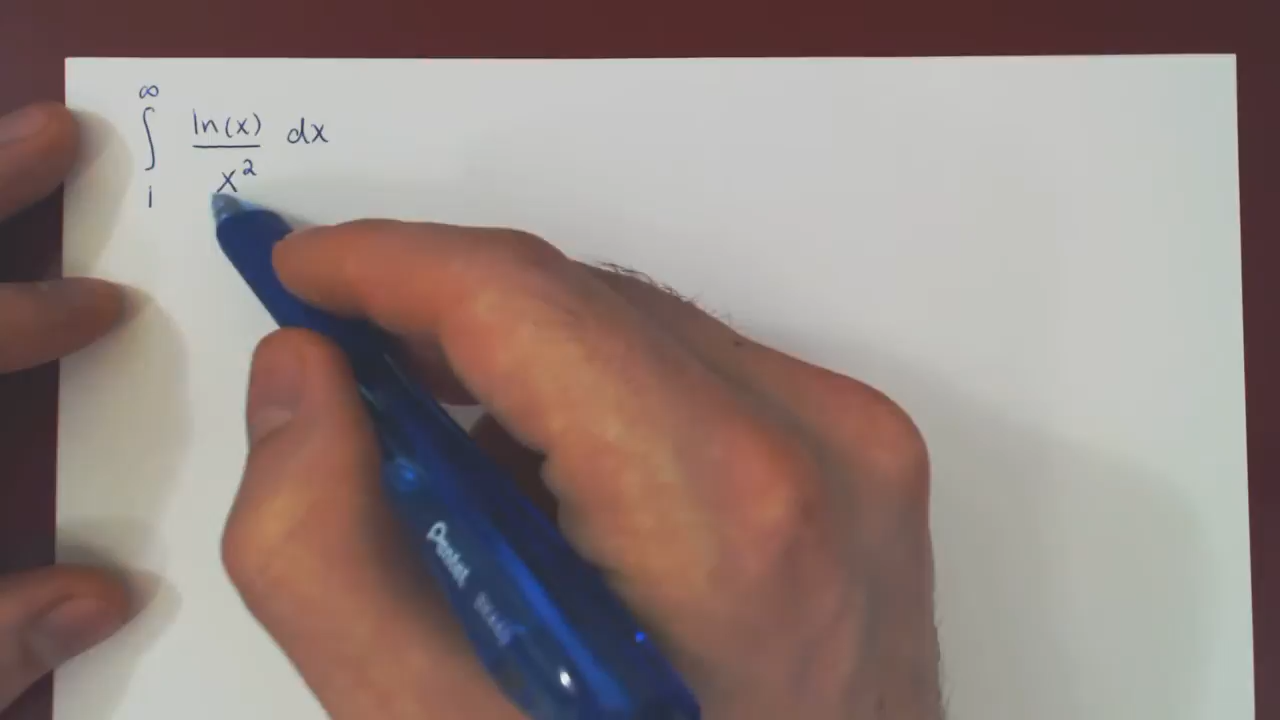 ∫₁^∞ ln(x)/x² dx
Pentel